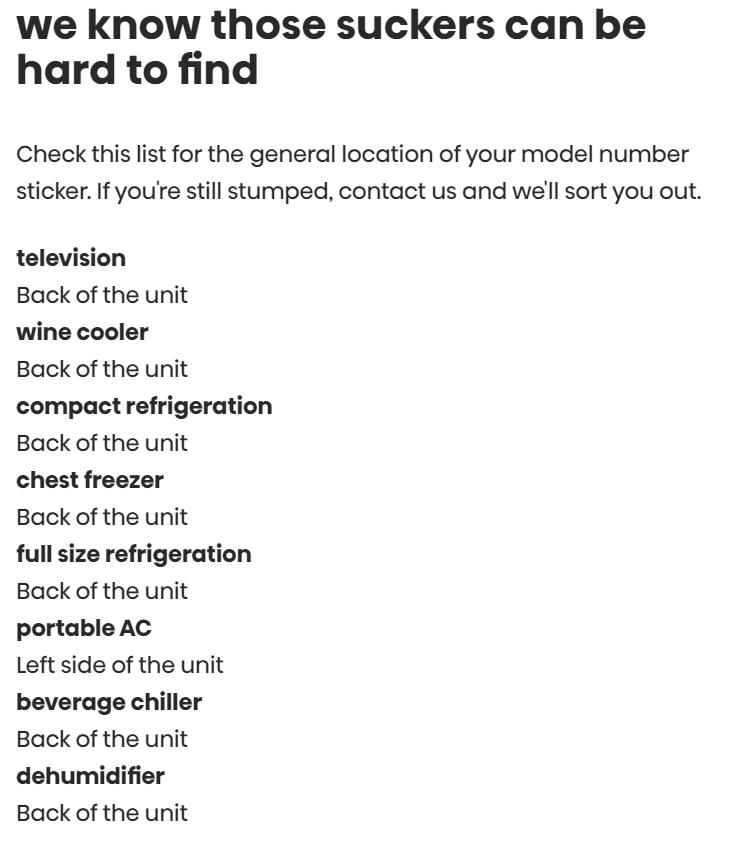 we know those suckers can be
hard to find
Check this list for the general location of your model number
sticker. If you're still stumped, contact us and we'll sort you out.
television
Back of the unit
wine cooler
Back of the unit
compact refrigeration
Back of the unit
chest freezer
Back of the unit
full size refrigeration
Back of the unit
portable AC
Left side of the unit
beverage chiller
Back of the unit
dehumidifier
Back of the unit